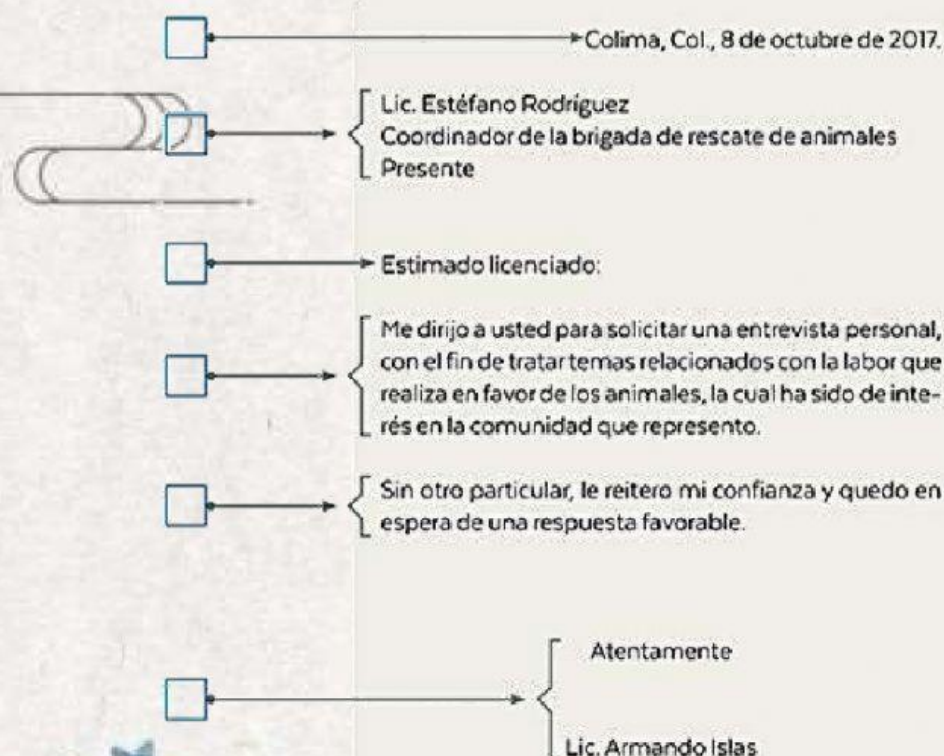 Colima, Col., 8 de octubre de 2017.
Lic. Estéfano Rodríguez
Coordinador de la brigada de rescate de animales
Presente
Estimado licenciado:
Me dirijo a usted para solicitar una entrevista personal,
con el fin de tratar temas relacionados con la labor que
realiza en favor de los animales, la cual ha sido de inte-
rés en la comunidad que represento.
Sin otro particular, le reitero mi confianza y quedo en
espera de una respuesta favorable.
Atentamente
Lic. Armando Islas